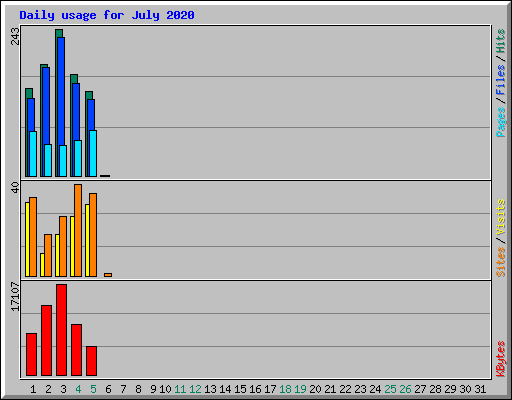 Daily usage for July 2020
243
Pages/Files/Hits
40
Sites/Visits
17107
KBytes
1 2 3 4 5 6 7 8 9 10 11 12 13 14 15 16 17 18 19 20 21 22 23 24 25 26 27 28 29 30 31